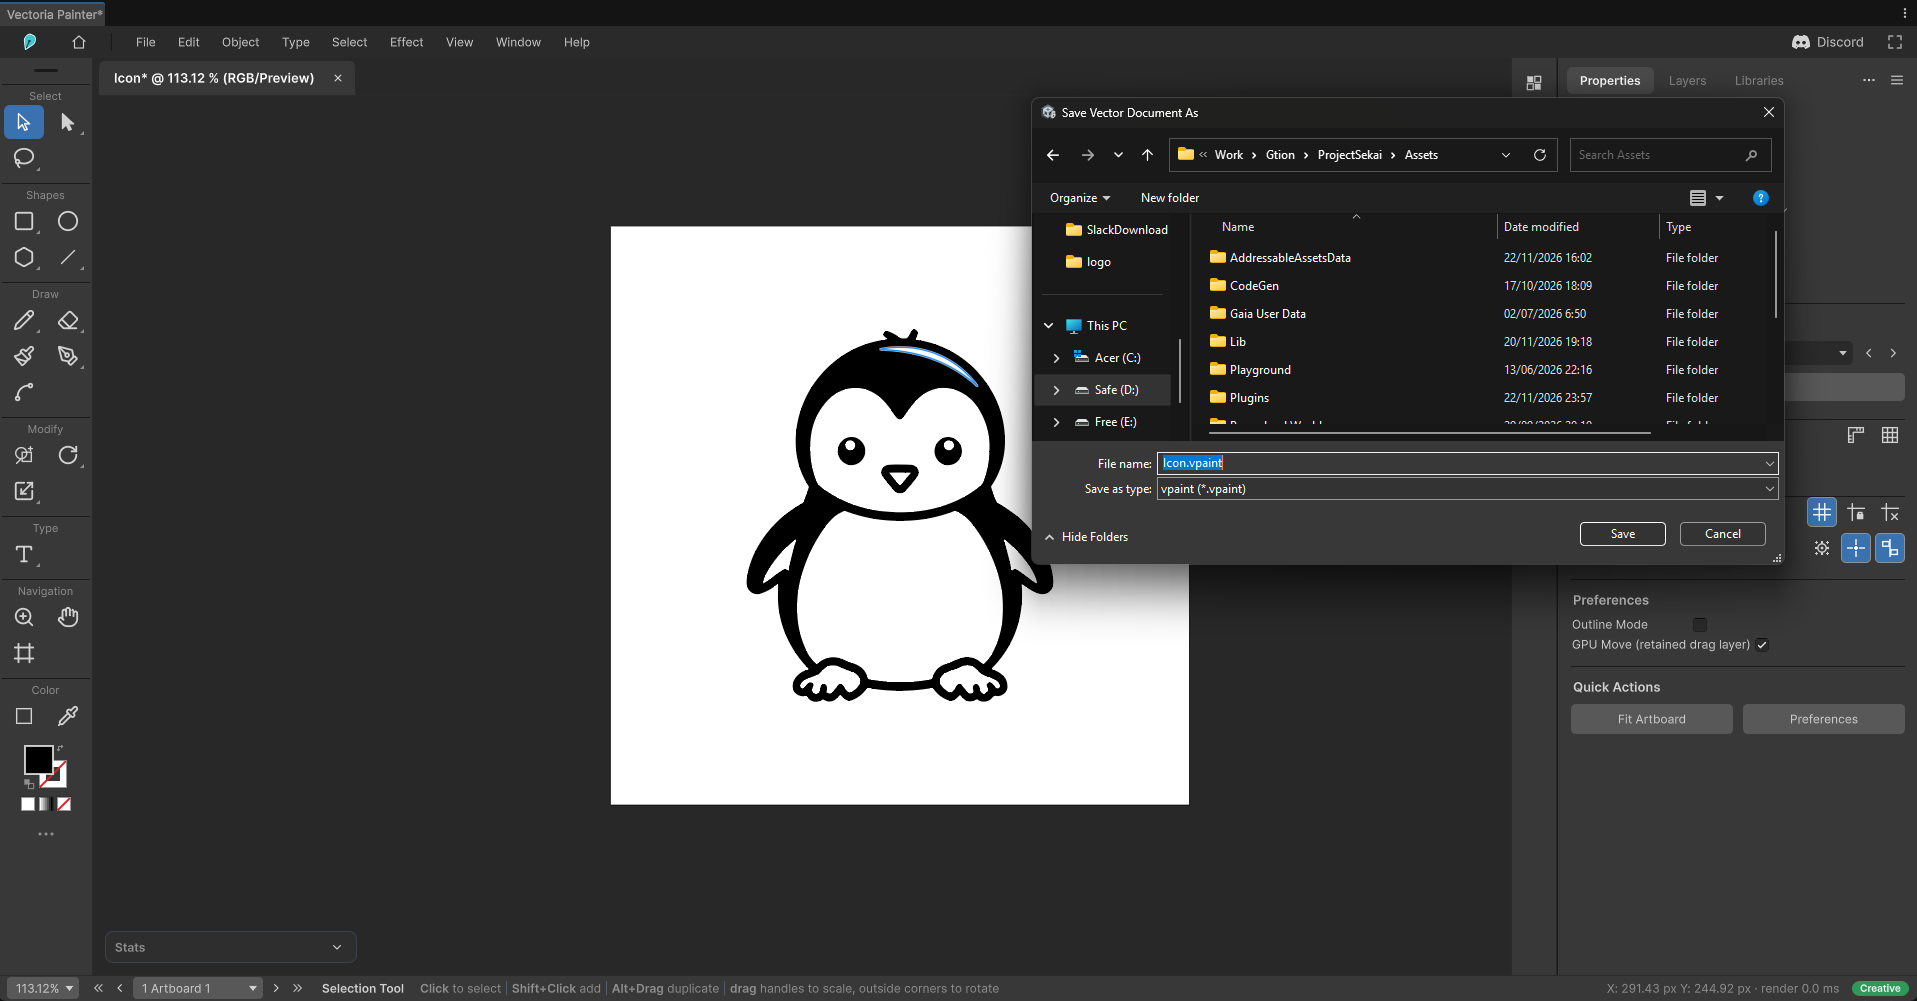 Vectoria Painter*
File Edit Object Type Select Effect View Window Help
Discord
Icon* @ 113.12 % (RGB/Preview)
Properties Layers Libraries
Select
Shapes
Draw
Modify
Type
Navigation
Color
Save Vector Document As
« Work > Gtion > ProjectSekai > Assets
Search Assets
Organize New folder
SlackDownload
logo
This PC
Acer (C:)
Safe (D:)
Free (E:)
Name Date modified Type
AddressableAssetsData 22/11/2026 16:02 File folder
CodeGen 17/10/2026 18:09 File folder
Gaia User Data 02/07/2026 6:50 File folder
Lib 20/11/2026 19:18 File folder
Playground 13/06/2026 22:16 File folder
Plugins 22/11/2026 23:57 File folder
File name: Icon.vpaint
Save as type: vpaint (*.vpaint)
Hide Folders
Save Cancel
Preferences
Outline Mode
GPU Move (retained drag layer)
Quick Actions
Fit Artboard Preferences
Stats
113.12% 1 Artboard 1 Selection Tool Click to select | Shift+Click add | Alt+Drag duplicate | drag handles to scale, outside corners to rotate
X: 291.43 px Y: 244.92 px · render 0.0 ms Creative